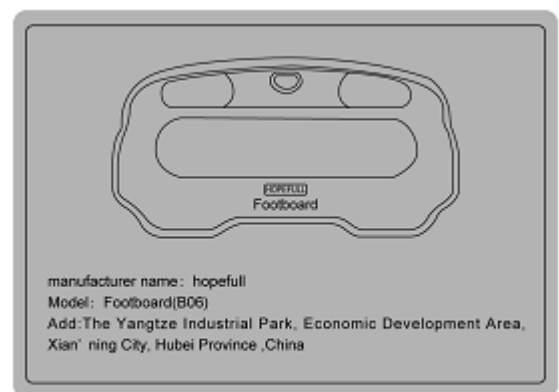 HOPEFULL
Footboard
manufacturer name: hopefull
Model: Footboard(B06)
Add:The Yangtze Industrial Park, Economic Development Area,
Xian' ning City, Hubei Province ,China